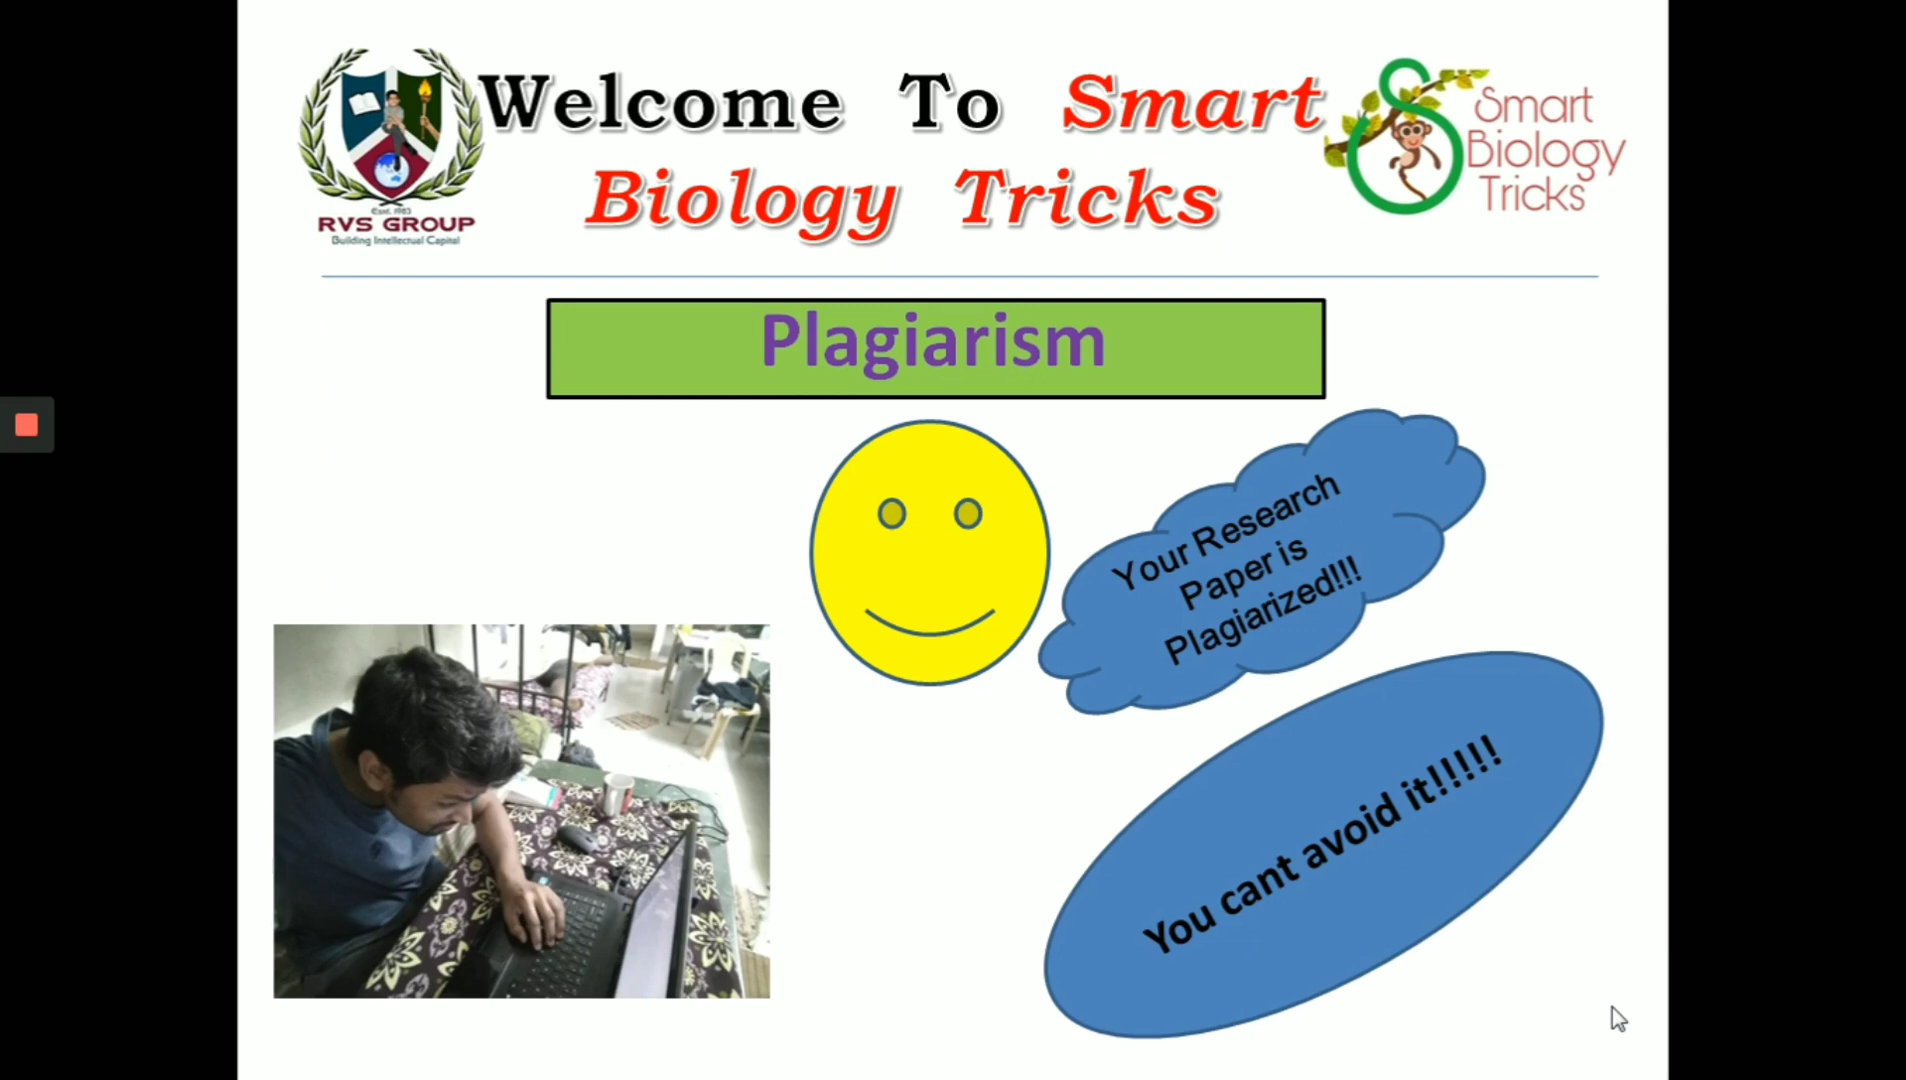 Welcome To Smart
Biology Tricks
Estd. 1983
RVS GROUP
Building Intellectual Capital
Smart
Biology
Tricks
Plagiarism
Your Research
Paper is
Plagiarized!!!
You cant avoid it!!!!!